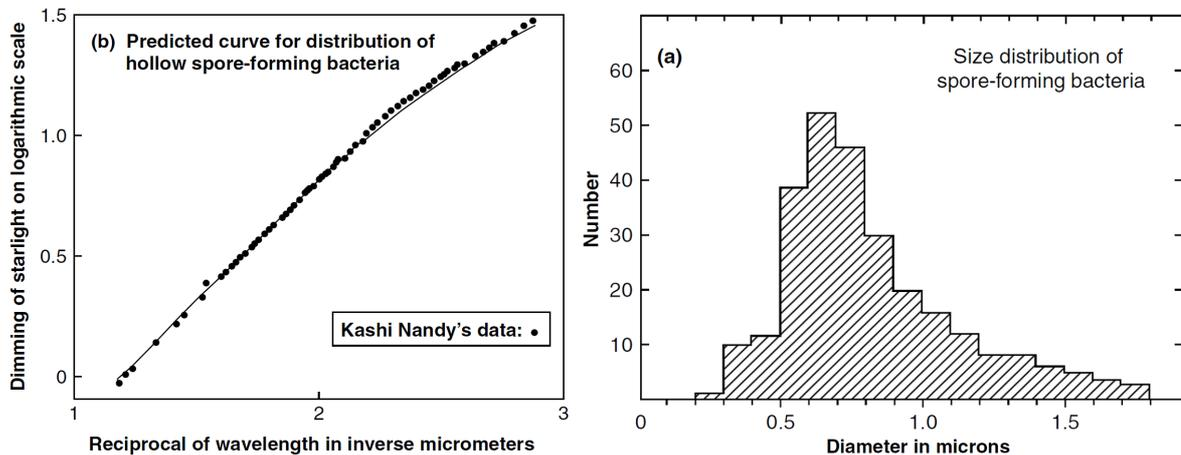 Dimming of starlight on logarithmic scale
1.5
1.0
0.5
0
(b) Predicted curve for distribution of
hollow spore-forming bacteria
Kashi Nandy's data:
1 2 3
Reciprocal of wavelength in inverse micrometers
Number
60
50
40
30
20
10
(a)
Size distribution of
spore-forming bacteria
0 0.5 1.0 1.5
Diameter in microns